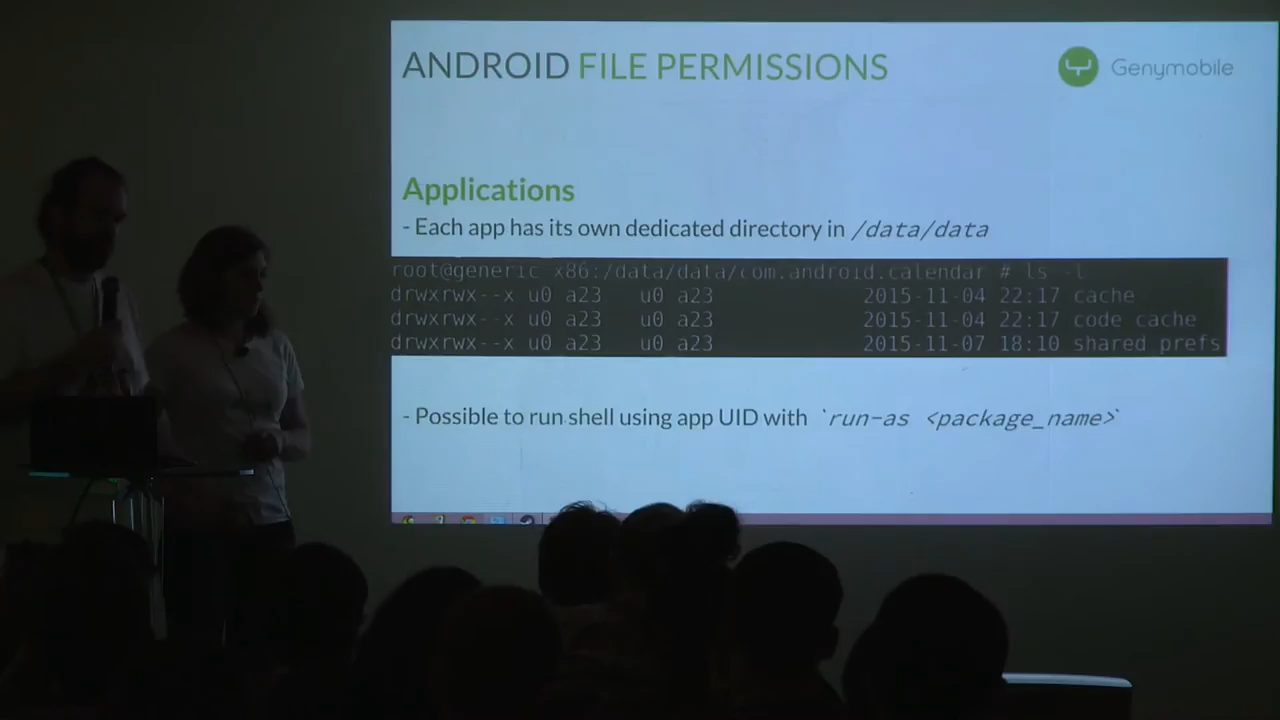 ANDROID FILE PERMISSIONS
Genymobile
Applications
- Each app has its own dedicated directory in /data/data
root@generic_x86:/data/data/com.android.calendar # ls -l
drwxrwx--x u0_a23 u0_a23 2015-11-04 22:17 cache
drwxrwx--x u0_a23 u0_a23 2015-11-04 22:17 code_cache
drwxrwx--x u0_a23 u0_a23 2015-11-07 18:10 shared_prefs
- Possible to run shell using app UID with `run-as <package_name>`